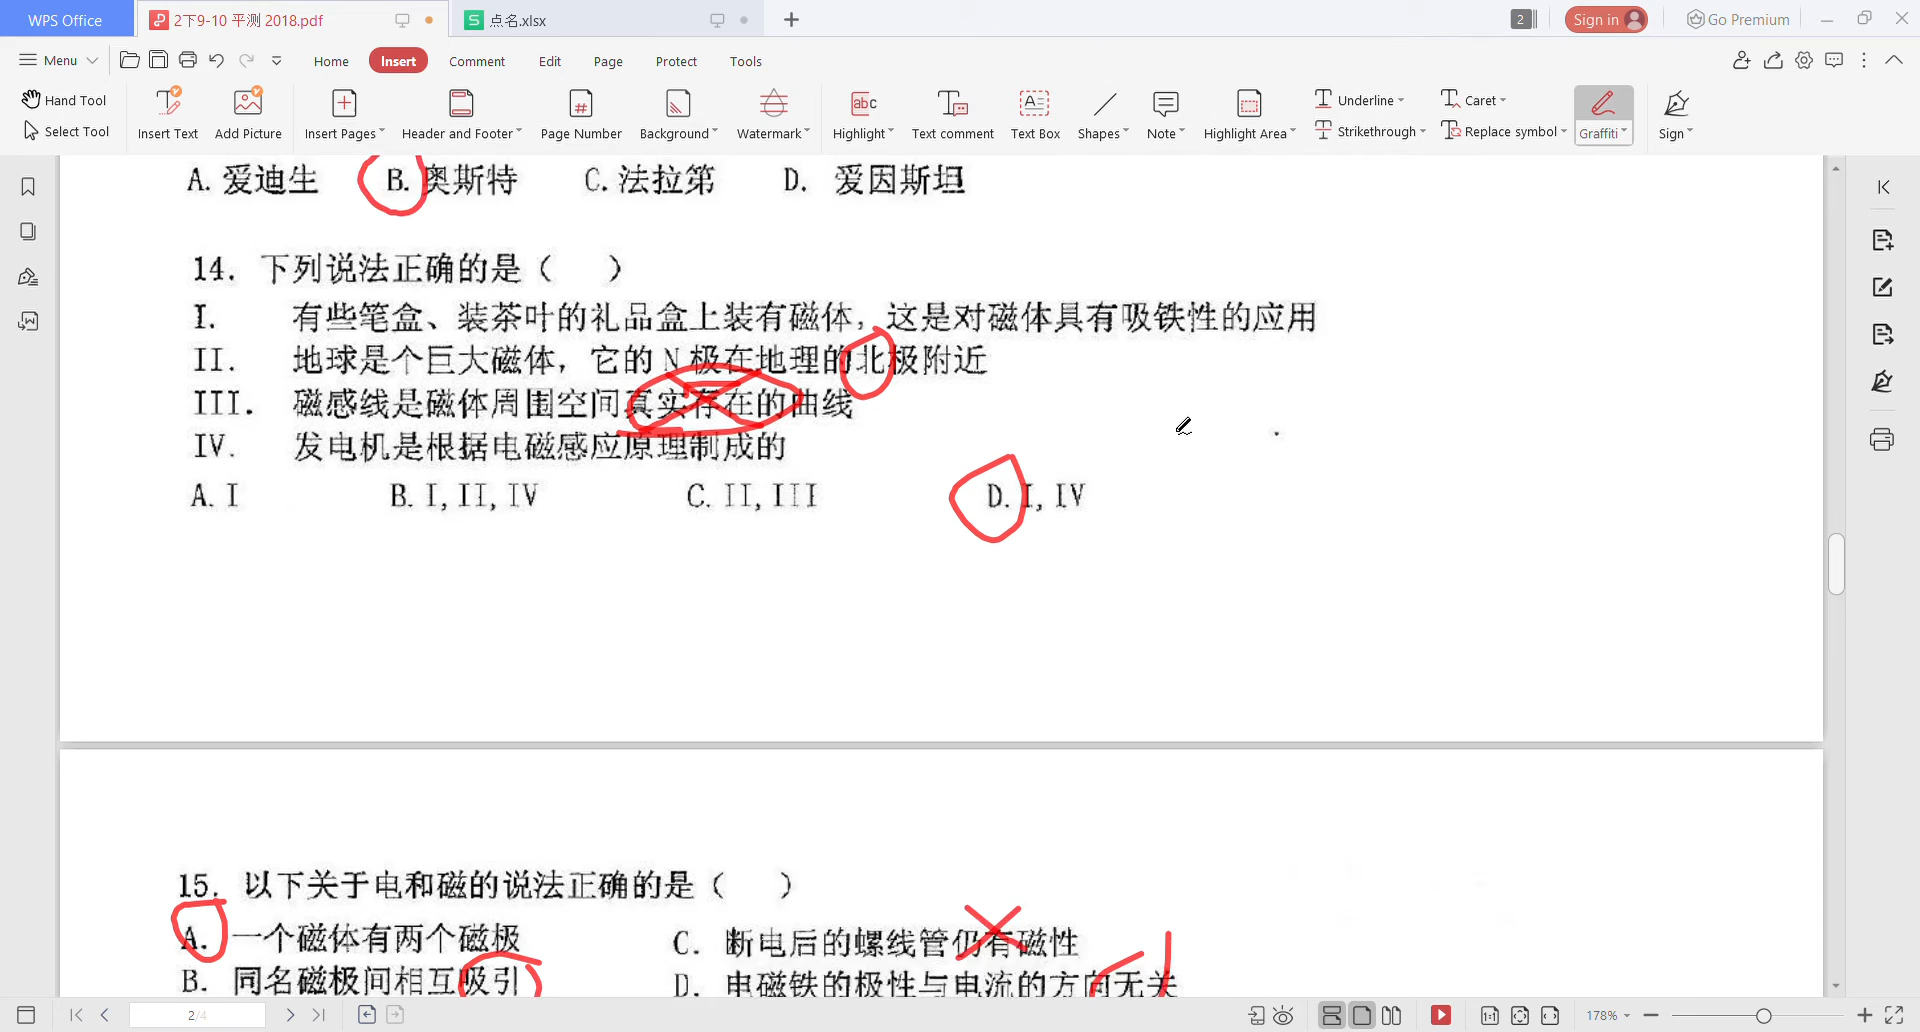 WPS Office
2下9-10 平测 2018.pdf
点名.xlsx
2
Sign in
Go Premium
Menu
Home
Insert
Comment
Edit
Page
Protect
Tools
Hand Tool
Select Tool
Insert Text
Add Picture
Insert Pages
Header and Footer
Page Number
Background
Watermark
Highlight
Text comment
Text Box
Shapes
Note
Highlight Area
Underline
Strikethrough
Caret
Replace symbol
Graffiti
Sign
A. 爱迪生 B. 奥斯特 C. 法拉第 D. 爱因斯坦
14. 下列说法正确的是（ ）
I. 有些笔盒、装茶叶的礼品盒上装有磁体，这是对磁体具有吸铁性的应用
II. 地球是个巨大磁体，它的 N 极在地理的北极附近
III. 磁感线是磁体周围空间真实存在的曲线
IV. 发电机是根据电磁感应原理制成的
A. I B. I, II, IV C. II, III D. I, IV
15. 以下关于电和磁的说法正确的是（ ）
A. 一个磁体有两个磁极 C. 断电后的螺线管仍有磁性
B. 同名磁极间相互吸引 D. 电磁铁的极性与电流的方向无关
2/4
178%